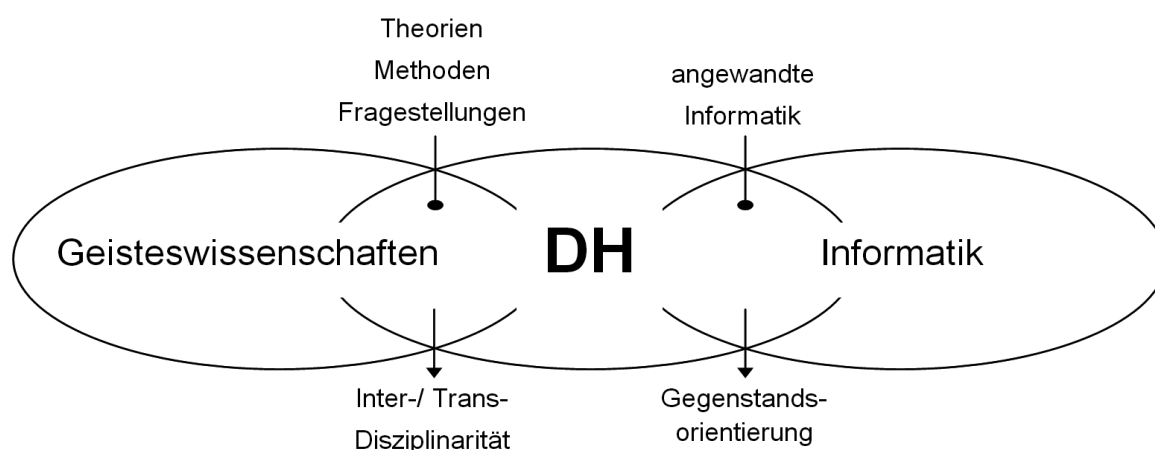 Theorien
Methoden
Fragestellungen
angewandte
Informatik
Geisteswissenschaften
DH
Informatik
Inter-/ Trans-
Disziplinarität
Gegenstands-
orientierung